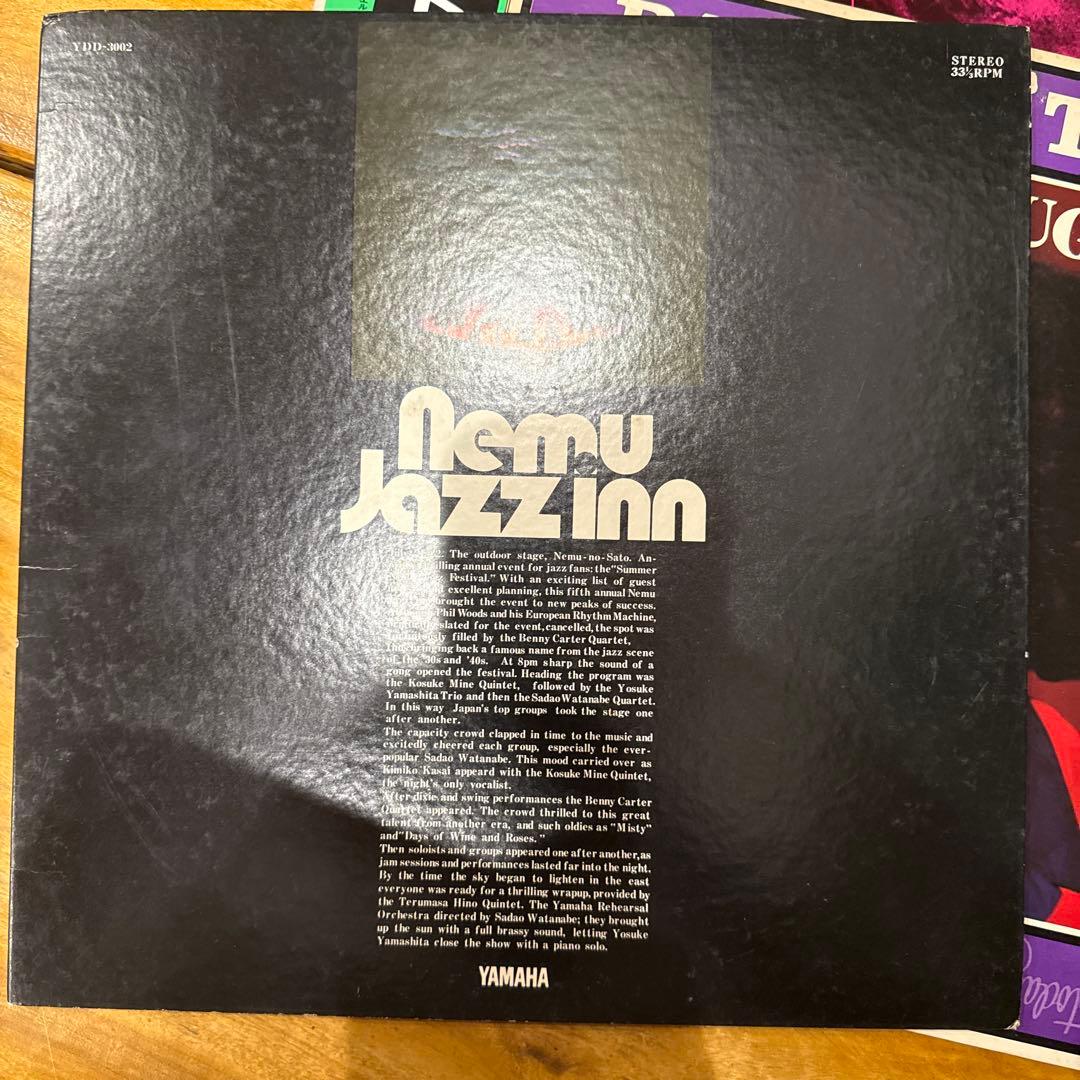 YDD-3002
STEREO
33⅓RPM
Nemu
Jazz inn
The outdoor stage, Nemu-no-Sato. An-
illing annual event for jazz fans; the "Summer
Festival." With an exciting list of guest
excellent planning, this fifth annual Nemu
brought the event to new peaks of success.
Phil Woods and his European Rhythm Machine,
slated for the event, cancelled, the spot was
filled by the Benny Carter Quartet,
bringing back a famous name from the jazz scene
of the '30s and '40s. At 8pm sharp the sound of a
gong opened the festival. Heading the program was
the Kosuke Mine Quintet, followed by the Yosuke
Yamashita Trio and then the Sadao Watanabe Quartet.
In this way Japan's top groups took the stage one
after another.
The capacity crowd clapped in time to the music and
excitedly cheered each group, especially the ever-
popular Sadao Watanabe. This mood carried over as
Kimiko Kasai appeared with the Kosuke Mine Quintet,
the night's only vocalist.
After dixie and swing performances the Benny Carter
Quartet appeared. The crowd thrilled to this great
talent from another era, and such oldies as "Misty"
and "Days of Wine and Roses."
Then soloists and groups appeared one after another, as
jam sessions and performances lasted far into the night.
By the time the sky began to lighten in the east
everyone was ready for a thrilling wrapup, provided by
the Terumasa Hino Quintet. The Yamaha Rehearsal
Orchestra directed by Sadao Watanabe; they brought
up the sun with a full brassy sound, letting Yosuke
Yamashita close the show with a piano solo.
YAMAHA